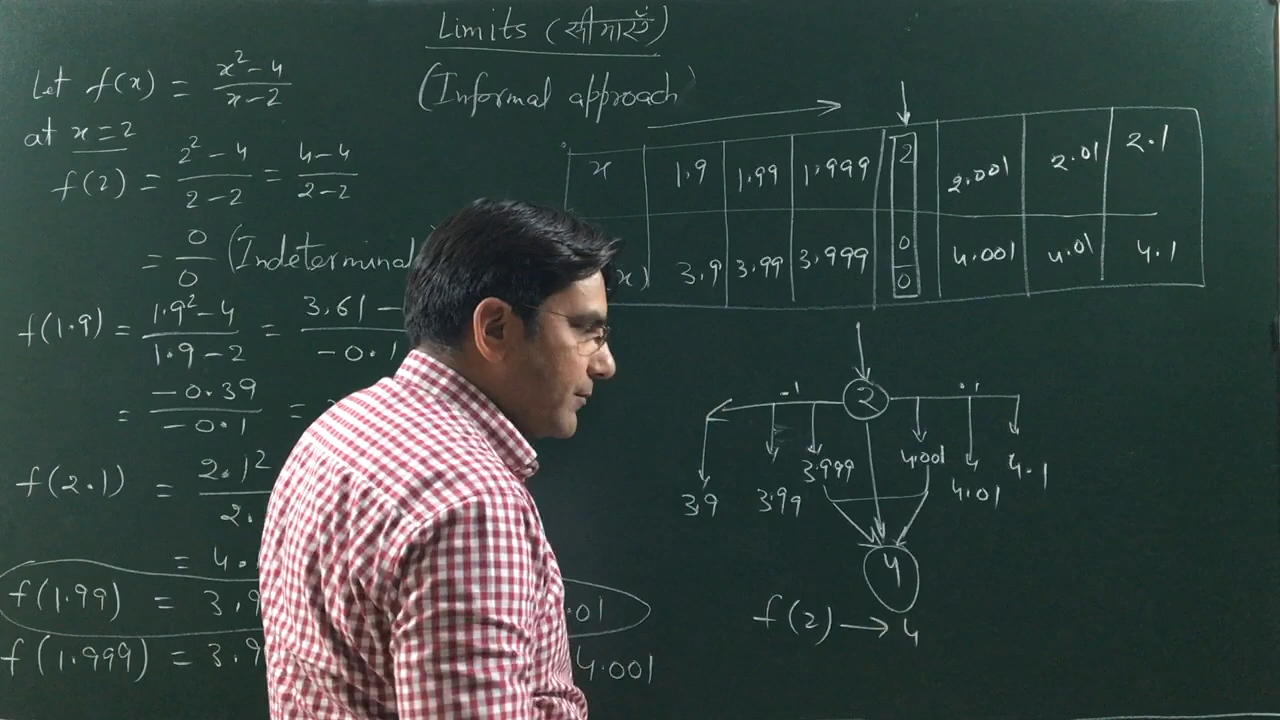 Limits (सीमाएँ)
(Informal approach)
Let f(x) = x²-4 / x-2
at x=2
f(2) = 2²-4 / 2-2 = 4-4 / 2-2
= 0/0 (Indeterminat
f(1.9) = 1.9²-4 / 1.9-2 = 3.61- / -0.1
= -0.39 / -0.1 =
f(2.1) = 2.1² / 2.
= 4.
f(1.99) = 3.9 .01
f(1.999) = 3.9 4.001
x 1.9 1.99 1.999 2 2.001 2.01 2.1
x) 3.9 3.99 3.999 0/0 4.001 4.01 4.1
-.1 2 .1
3.9 3.99 3.999 4.001 4.01 4.1
4
f(2) → 4